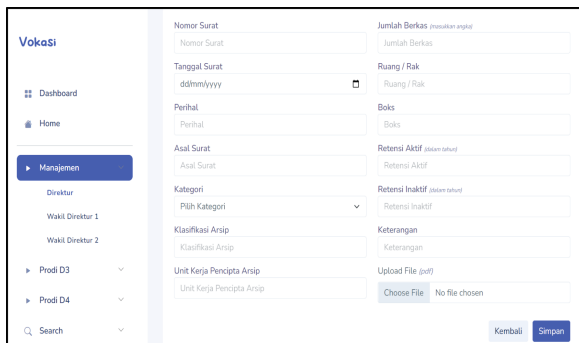 Vokasi
Dashboard
Home
Manajemen
Direktur
Wakil Direktur 1
Wakil Direktur 2
Prodi D3
Prodi D4
Search
Nomor Surat
Nomor Surat
Tanggal Surat
dd/mm/yyyy
Perihal
Perihal
Asal Surat
Asal Surat
Kategori
Pilih Kategori
Klasifikasi Arsip
Klasifikasi Arsip
Unit Kerja Pencipta Arsip
Unit Kerja Pencipta Arsip
Jumlah Berkas (masukkan angka)
Jumlah Berkas
Ruang / Rak
Ruang / Rak
Boks
Boks
Retensi Aktif (dalam tahun)
Retensi Aktif
Retensi Inaktif (dalam tahun)
Retensi Inaktif
Keterangan
Keterangan
Upload File (pdf)
Choose File No file chosen
Kembali Simpan